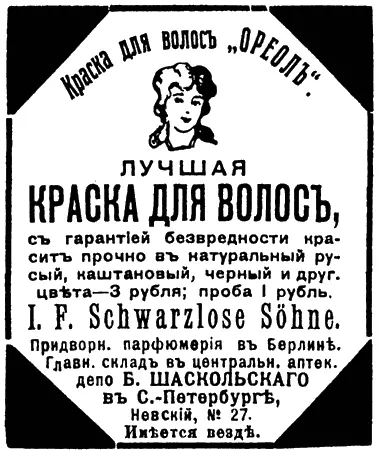 Краска для волосъ „ОРЕОЛЪ“.
ЛУЧШАЯ
КРАСКА ДЛЯ ВОЛОСЪ,
съ гарантіей безвредности кра-
ситъ прочно въ натуральный ру-
сый, каштановый, черный и друг.
цвѣта—3 рубля; проба 1 рубль.
I. F. Schwarzlose Söhne.
Придворн. парфюмерія въ Берлинѣ.
Главн. складъ въ центральн. аптек.
депо Б. ШАСКОЛЬСКАГО
въ С.-Петербургѣ,
Невскій, № 27.
Имѣется вездѣ.